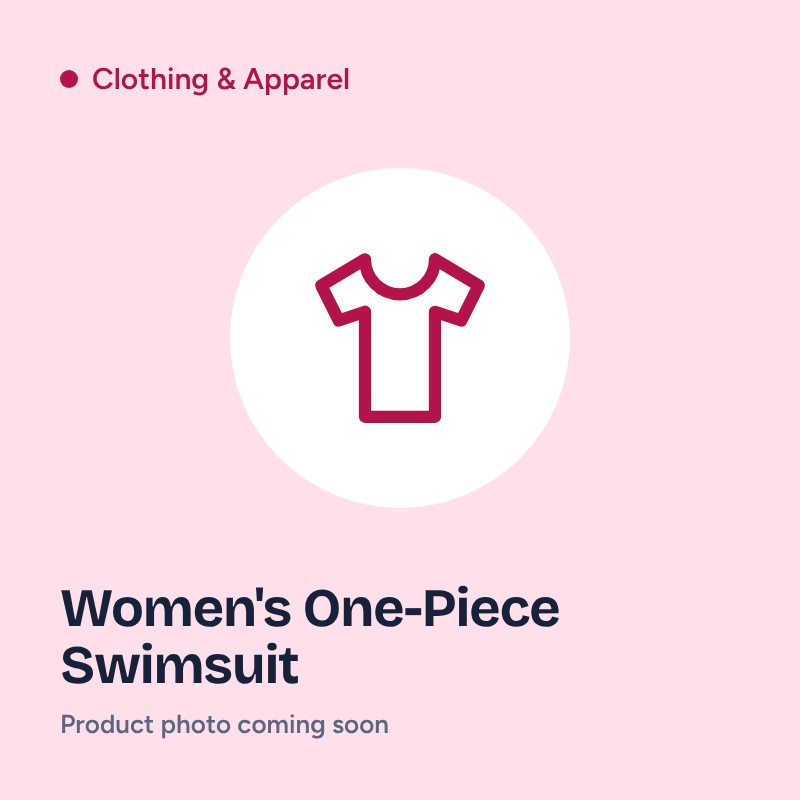 Clothing & Apparel
Women's One-Piece
Swimsuit
Product photo coming soon